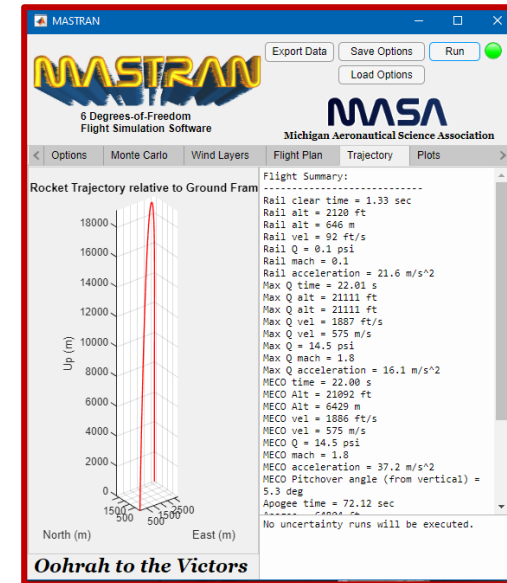 MASTRAN
Export Data
Save Options
Run
Load Options
MASTRAN
6 Degrees-of-Freedom
Flight Simulation Software
MASA
Michigan Aeronautical Science Association
Options
Monte Carlo
Wind Layers
Flight Plan
Trajectory
Plots
Rocket Trajectory relative to Ground Fram
18000
16000
14000
12000
10000
8000
6000
4000
2000
0
Up (m)
1500
500
500
1500
2500
North (m)
East (m)
Oohrah to the Victors
Flight Summary:
---------------------------
Rail clear time = 1.33 sec
Rail alt = 2120 ft
Rail alt = 646 m
Rail vel = 92 ft/s
Rail Q = 0.1 psi
Rail mach = 0.1
Rail acceleration = 21.6 m/s^2
Max Q time = 22.01 s
Max Q alt = 21111 ft
Max Q alt = 21111 ft
Max Q vel = 1887 ft/s
Max Q vel = 575 m/s
Max Q = 14.5 psi
Max Q mach = 1.8
Max Q acceleration = 16.1 m/s^2
MECO time = 22.00 s
MECO Alt = 21092 ft
MECO Alt = 6429 m
MECO vel = 1886 ft/s
MECO vel = 575 m/s
MECO Q = 14.5 psi
MECO mach = 1.8
MECO acceleration = 37.2 m/s^2
MECO Pitchover angle (from vertical) =
5.3 deg
Apogee time = 72.12 sec
No uncertainty runs will be executed.